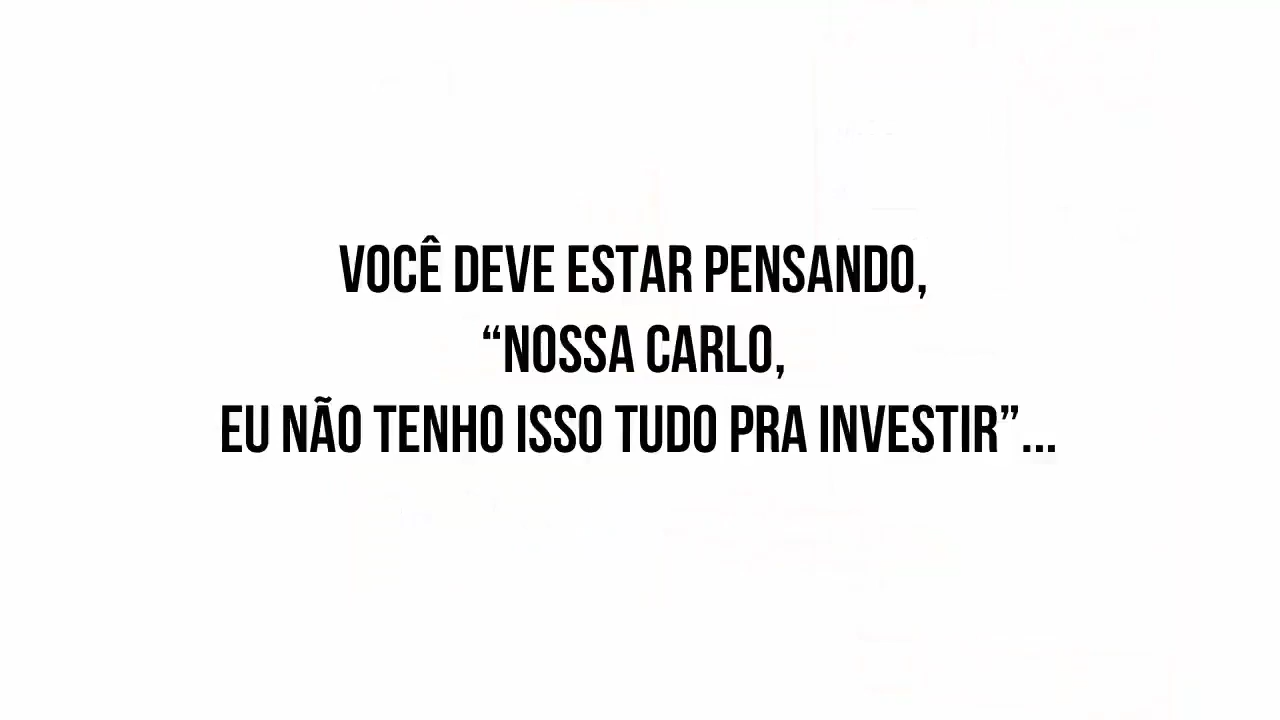 VOCÊ DEVE ESTAR PENSANDO,
“NOSSA CARLO,
EU NÃO TENHO ISSO TUDO PRA INVESTIR”...